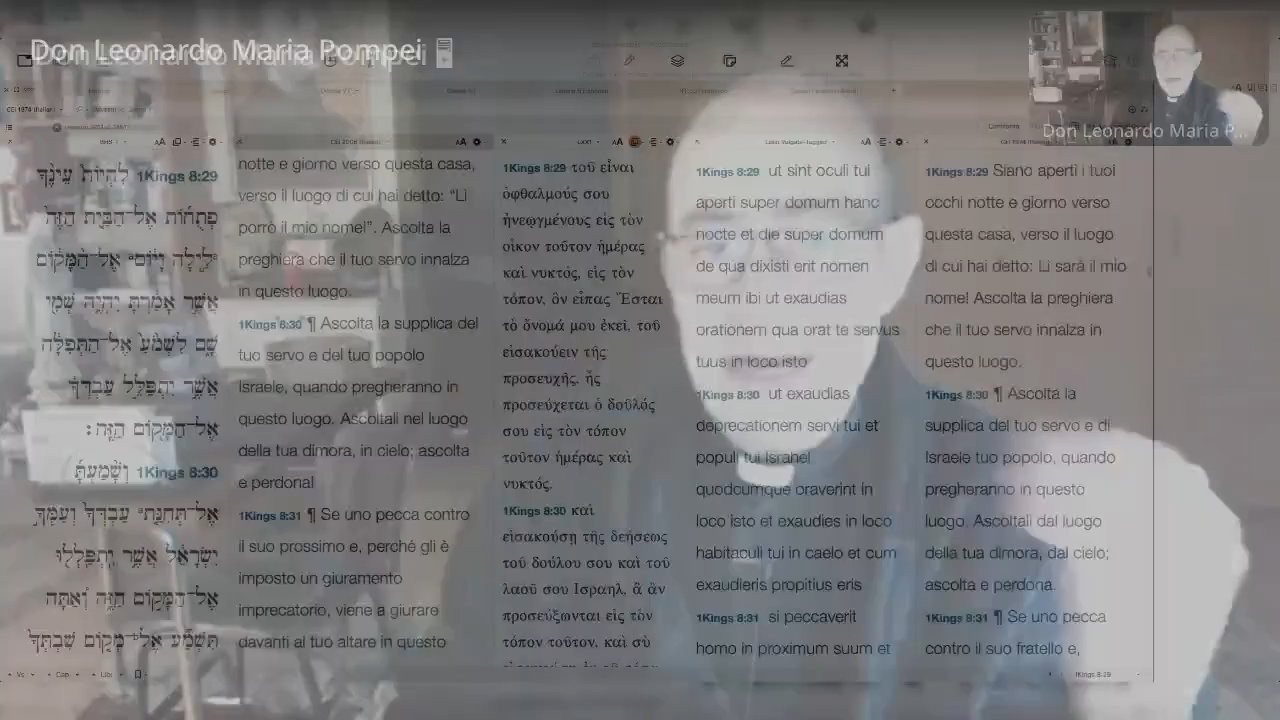 Don Leonardo Maria Pompei
Don Leonardo Maria P...
1Kings 8:29 לִהְיוֹת֩ עֵינֶ֨ךָ
פְתֻח֜וֹת אֶל־הַבַּ֤יִת הַזֶּה֙
לַ֣יְלָה וָי֔וֹם אֶל־הַ֨מָּק֔וֹם
אֲשֶׁ֣ר אָמַ֔רְתָּ יִהְיֶ֥ה שְׁמִ֖י
שָׁ֑ם לִשְׁמֹ֙עַ֙ אֶל־הַתְּפִלָּ֔ה
אֲשֶׁ֣ר יִתְפַּלֵּ֣ל עַבְדְּךָ֔
אֶל־הַמָּק֖וֹם הַזֶּֽה׃
1Kings 8:30 וְשָׁ֨מַעְתָּ֜
אֶל־תְּחִנַּ֤ת עַבְדְּךָ֙ וְעַמְּךָ֣
יִשְׂרָאֵ֔ל אֲשֶׁ֥ר יִֽתְפַּֽלְל֖וּ
אֶל־הַמָּק֣וֹם הַזֶּ֑ה וְ֠אַתָּה
תִּשְׁמַ֞ע אֶל־מְק֤וֹם שִׁבְתְּךָ֙
notte e giorno verso questa casa,
verso il luogo di cui hai detto: “Lì
porrò il mio nome!”. Ascolta la
preghiera che il tuo servo innalza
in questo luogo.
1Kings 8:30 ¶ Ascolta la supplica del
tuo servo e del tuo popolo
Israele, quando pregheranno in
questo luogo. Ascoltali nel luogo
della tua dimora, in cielo; ascolta
e perdona!
1Kings 8:31 ¶ Se uno pecca contro
il suo prossimo e, perché gli è
imposto un giuramento
imprecatorio, viene a giurare
davanti al tuo altare in questo
1Kings 8:29 τοῦ εἶναι
ὀφθαλμούς σου
ἠνεῳγμένους εἰς τὸν
οἶκον τοῦτον ἡμέρας
καὶ νυκτός, εἰς τὸν
τόπον, ὃν εἶπας Ἔσται
τὸ ὄνομά μου ἐκεῖ, τοῦ
εἰσακούειν τῆς
προσευχῆς, ἧς
προσεύχεται ὁ δοῦλός
σου εἰς τὸν τόπον
τοῦτον ἡμέρας καὶ
νυκτός.
1Kings 8:30 καὶ
εἰσακούσῃ τῆς δεήσεως
τοῦ δούλου σου καὶ τοῦ
λαοῦ σου Ισραηλ, ἃ ἂν
προσεύξωνται εἰς τὸν
τόπον τοῦτον, καὶ σὺ
1Kings 8:29 ut sint oculi tui
aperti super domum hanc
nocte et die super domum
de qua dixisti erit nomen
meum ibi ut exaudias
orationem qua orat te servus
tuus in loco isto
1Kings 8:30 ut exaudias
deprecationem servi tui et
populi tui Israhel
quodcumque oraverint in
loco isto et exaudies in loco
habitaculi tui in caelo et cum
exaudieris propitius eris
1Kings 8:31 si peccaverit
homo in proximum suum et
1Kings 8:29 Siano aperti i tuoi
occhi notte e giorno verso
questa casa, verso il luogo
di cui hai detto: Lì sarà il mio
nome! Ascolta la preghiera
che il tuo servo innalza in
questo luogo.
1Kings 8:30 ¶ Ascolta la
supplica del tuo servo e di
Israele tuo popolo, quando
pregheranno in questo
luogo. Ascoltali dal luogo
della tua dimora, dal cielo;
ascolta e perdona.
1Kings 8:31 ¶ Se uno pecca
contro il suo fratello e,
1Kings 8:29